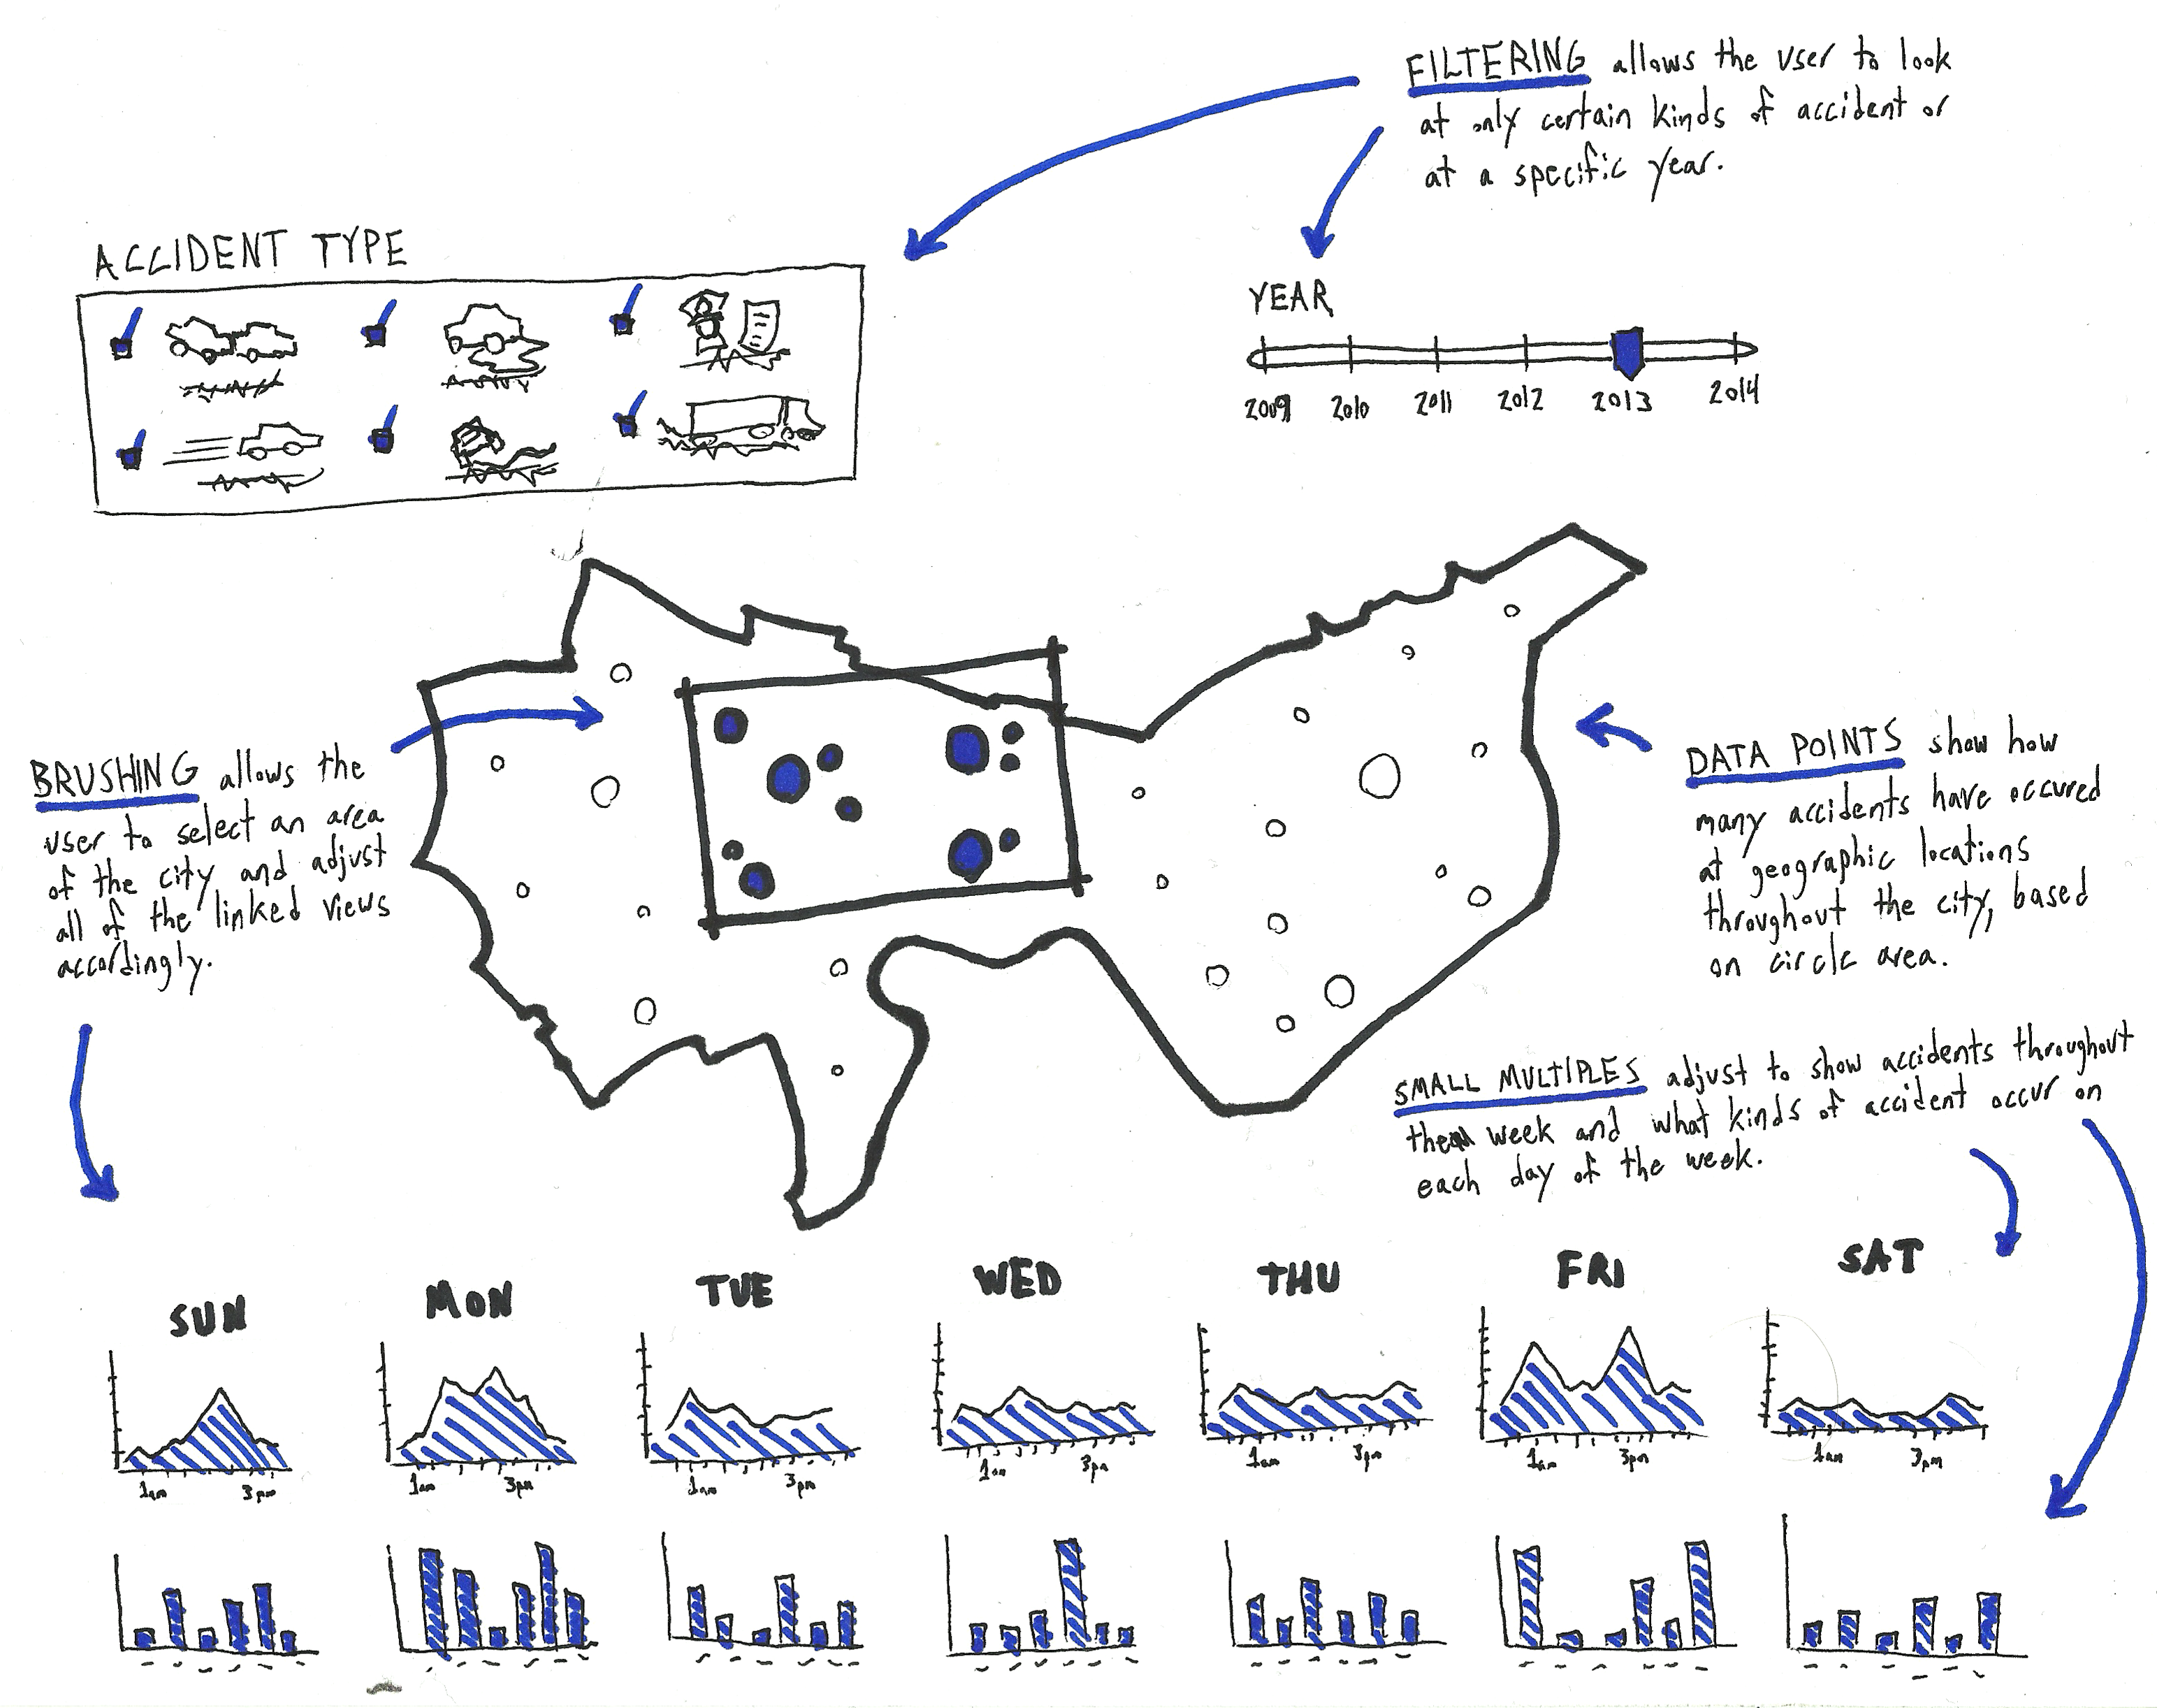 FILTERING allows the user to look
at only certain kinds of accident or
at a specific year.
ACCIDENT TYPE
YEAR
2009 2010 2011 2012 2013 2014
BRUSHING allows the
user to select an area
of the city and adjust
all of the linked views
accordingly.
DATA POINTS show how
many accidents have occured
at geographic locations
throughout the city, based
on circle area.
SMALL MULTIPLES adjust to show accidents throughout
the week and what kinds of accident occur on
each day of the week.
SUN MON TUE WED THU FRI SAT
1am 3pm 1am 3pm 1am 3pm 1am 3pm 1am 3pm 1am 3pm 1am 3pm